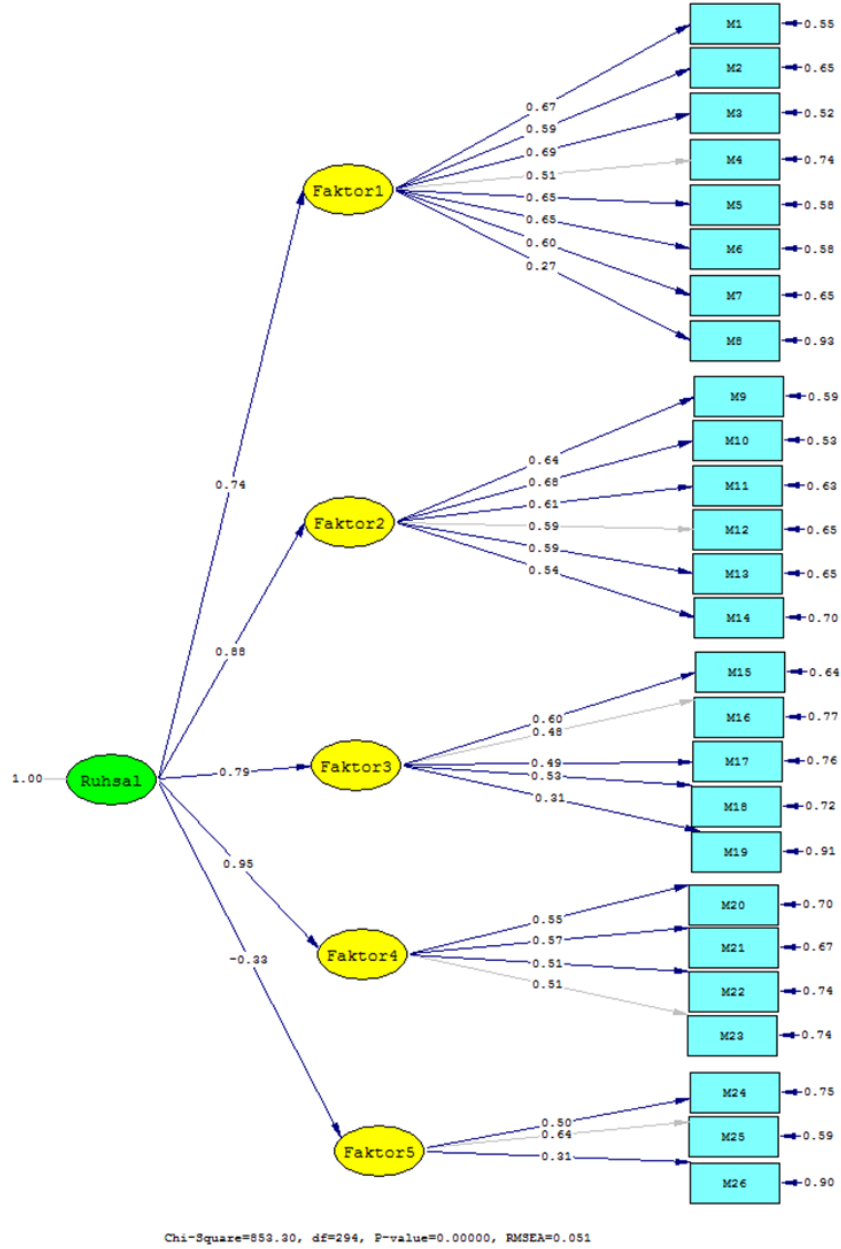 M1 0.55
M2 0.65
0.67
M3 0.52
0.59
0.69
M4 0.74
0.51
Faktor1
0.65
M5 0.58
0.65
M6 0.58
0.60
0.27
M7 0.65
M8 0.93
M9 0.59
M10 0.53
0.64
0.74
0.68
M11 0.63
0.61
Faktor2
0.59
M12 0.65
0.59
0.54
M13 0.65
M14 0.70
0.88
M15 0.64
0.60
M16 0.77
0.48
1.00
Ruhsal
0.79
Faktor3
0.49
M17 0.76
0.53
0.31
M18 0.72
M19 0.91
0.95
M20 0.70
0.55
0.57
M21 0.67
Faktor4
0.51
-0.33
0.51
M22 0.74
M23 0.74
M24 0.75
0.50
0.64
M25 0.59
Faktor5
0.31
M26 0.90
Chi-Square=853.30, df=294, P-value=0.00000, RMSEA=0.051